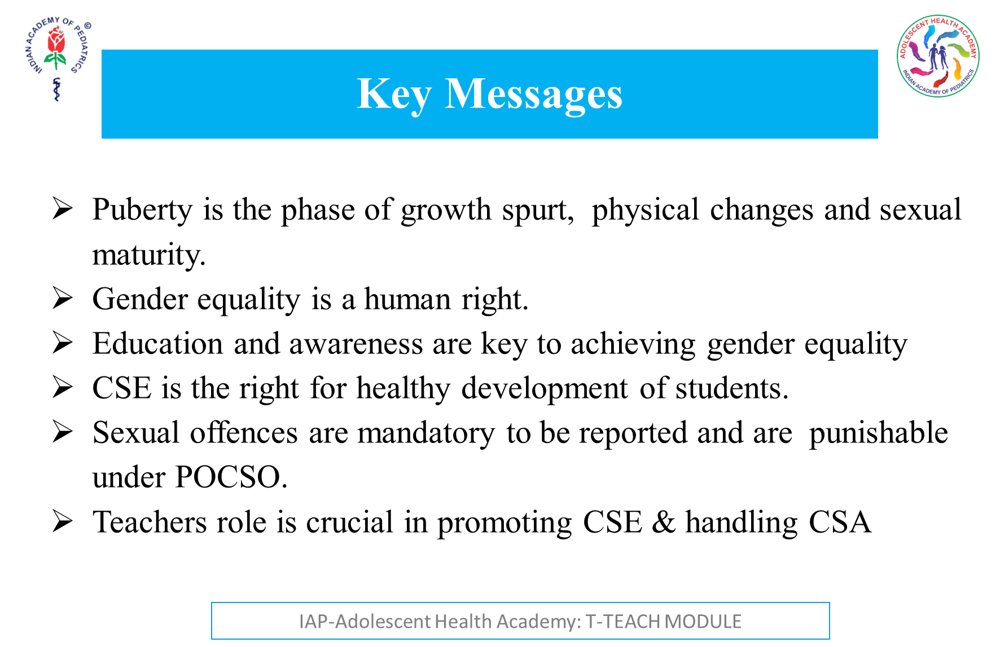 INDIAN ACADEMY OF PEDIATRICS ©
ADOLESCENT HEALTH ACADEMY
INDIAN ACADEMY OF PEDIATRICS
Key Messages
➢ Puberty is the phase of growth spurt,  physical changes and sexual
maturity.
➢ Gender equality is a human right.
➢ Education and awareness are key to achieving gender equality
➢ CSE is the right for healthy development of students.
➢ Sexual offences are mandatory to be reported and are  punishable
under POCSO.
➢ Teachers role is crucial in promoting CSE & handling CSA
IAP-Adolescent Health Academy: T-TEACH MODULE